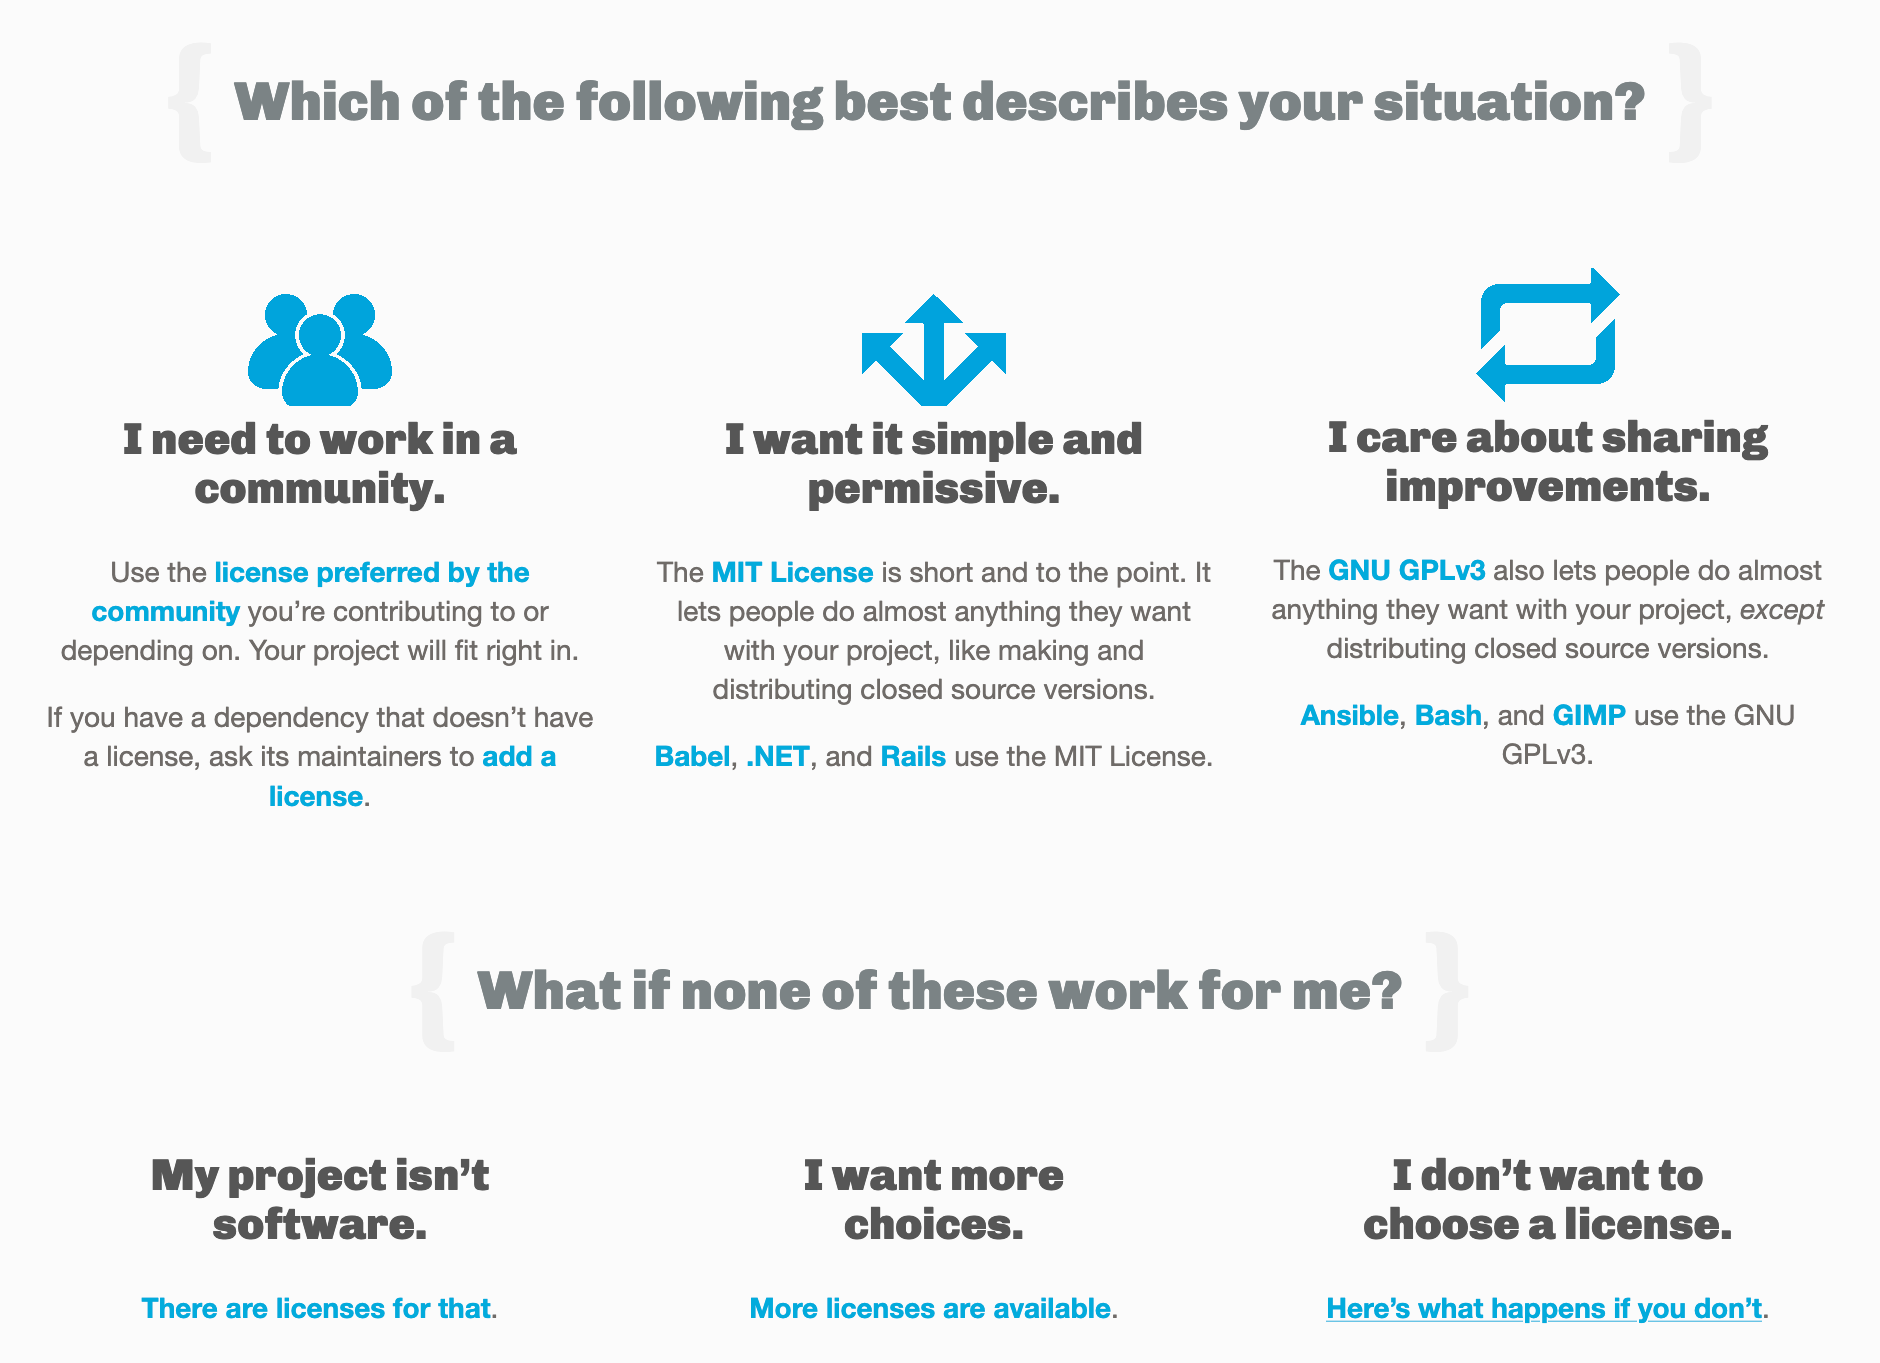 { Which of the following best describes your situation? }
I need to work in a
community.
Use the license preferred by the
community you’re contributing to or
depending on. Your project will fit right in.
If you have a dependency that doesn’t have
a license, ask its maintainers to add a
license.
I want it simple and
permissive.
The MIT License is short and to the point. It
lets people do almost anything they want
with your project, like making and
distributing closed source versions.
Babel, .NET, and Rails use the MIT License.
I care about sharing
improvements.
The GNU GPLv3 also lets people do almost
anything they want with your project, except
distributing closed source versions.
Ansible, Bash, and GIMP use the GNU
GPLv3.
{ What if none of these work for me? }
My project isn’t
software.
There are licenses for that.
I want more
choices.
More licenses are available.
I don’t want to
choose a license.
Here’s what happens if you don’t.